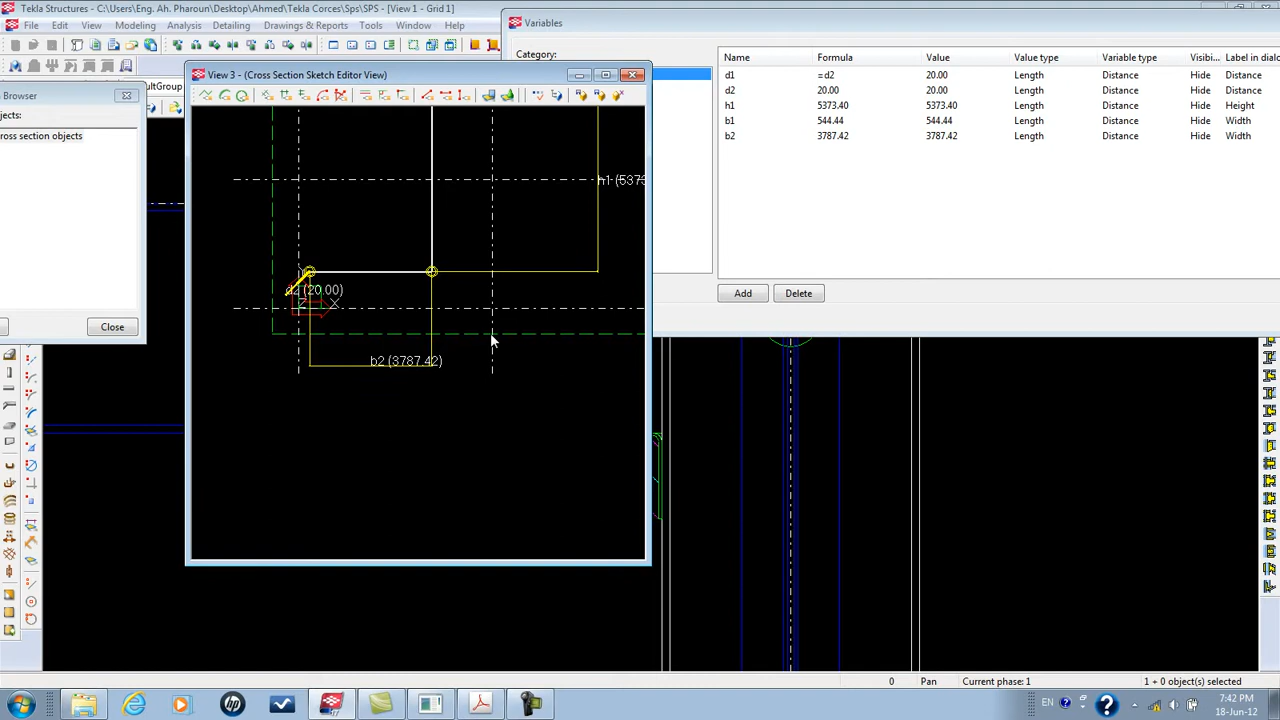 Tekla Structures - C:\Users\Eng. Ah. Pharoun\Desktop\Ahmed\Tekla Corces\Sps\SPS - [View 1 - Grid 1]
File Edit View Modeling Analysis Detailing Drawings & Reports Tools Window Help
Variables
Category:
Name Formula Value Value type Variable type Visibi... Label in dialo
d1 =d2 20.00 Length Distance Hide Distance
d2 20.00 20.00 Length Distance Hide Distance
h1 5373.40 5373.40 Length Distance Hide Height
b1 544.44 544.44 Length Distance Hide Width
b2 3787.42 3787.42 Length Distance Hide Width
Add Delete
View 3 - (Cross Section Sketch Editor View)
h1 (5373
d2 (20.00)
Z X
b2 (3787.42)
Browser
jects:
ross section objects
Close
faultGroup
0 Pan Current phase: 1 1 + 0 object(s) selected
EN
7:42 PM
18-Jun-12